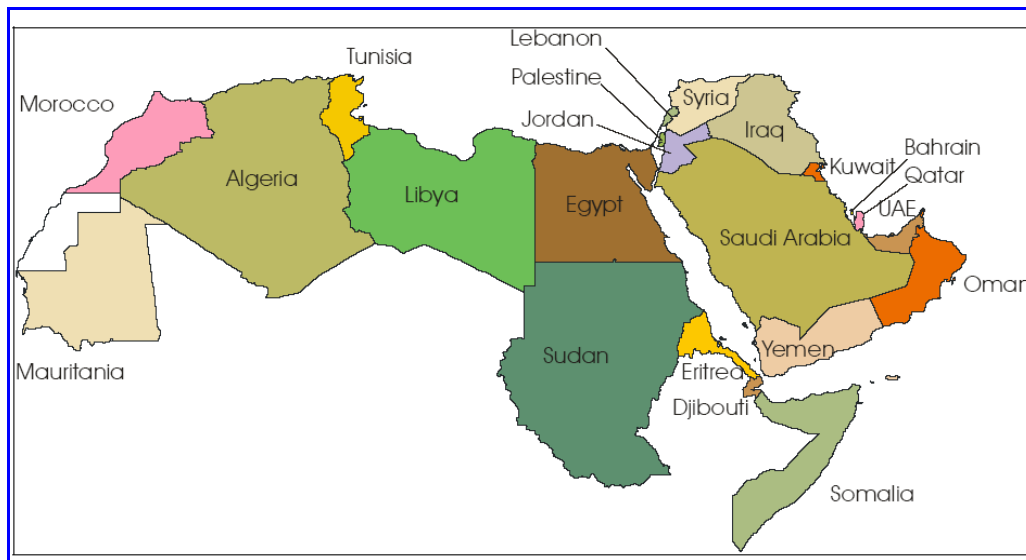 Lebanon
Tunisia
Palestine
Syria
Morocco
Jordan
Iraq
Bahrain
Kuwait
Qatar
Algeria
Libya
Egypt
UAE
Saudi Arabia
Oman
Sudan
Yemen
Mauritania
Eritrea
Djibouti
Somalia